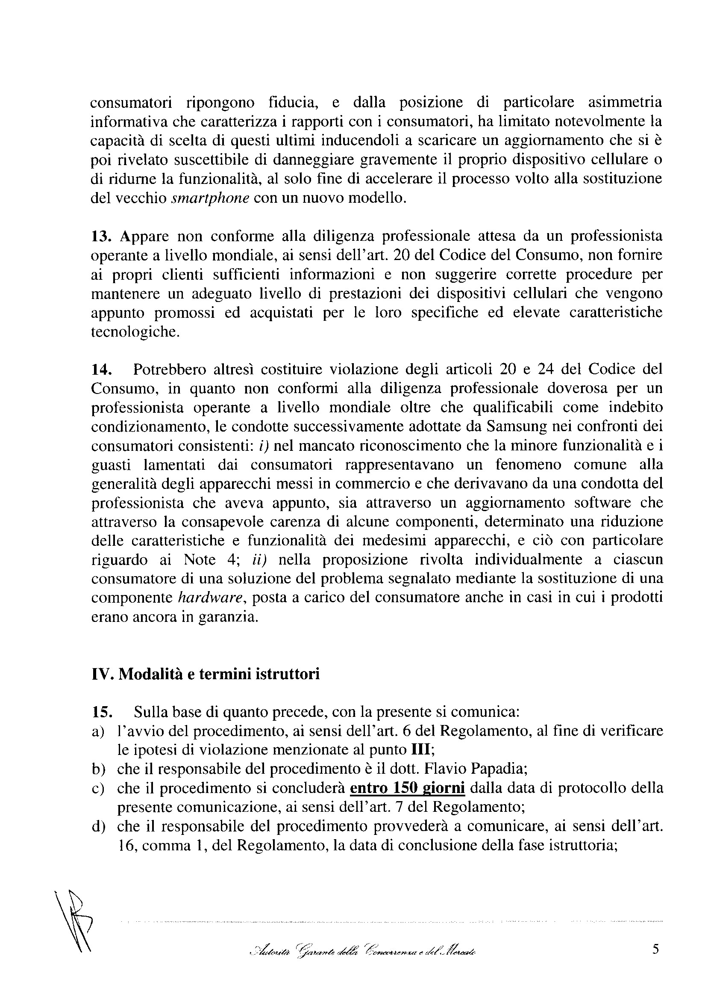 consumatori ripongono fiducia, e dalla posizione di particolare asimmetria
informativa che caratterizza i rapporti con i consumatori, ha limitato notevolmente la
capacità di scelta di questi ultimi inducendoli a scaricare un aggiornamento che si è
poi rivelato suscettibile di danneggiare gravemente il proprio dispositivo cellulare o
di ridurne la funzionalità, al solo fine di accelerare il processo volto alla sostituzione
del vecchio smartphone con un nuovo modello.
13. Appare non conforme alla diligenza professionale attesa da un professionista
operante a livello mondiale, ai sensi dell'art. 20 del Codice del Consumo, non fornire
ai propri clienti sufficienti informazioni e non suggerire corrette procedure per
mantenere un adeguato livello di prestazioni dei dispositivi cellulari che vengono
appunto promossi ed acquistati per le loro specifiche ed elevate caratteristiche
tecnologiche.
14. Potrebbero altresì costituire violazione degli articoli 20 e 24 del Codice del
Consumo, in quanto non conformi alla diligenza professionale doverosa per un
professionista operante a livello mondiale oltre che qualificabili come indebito
condizionamento, le condotte successivamente adottate da Samsung nei confronti dei
consumatori consistenti: i) nel mancato riconoscimento che la minore funzionalità e i
guasti lamentati dai consumatori rappresentavano un fenomeno comune alla
generalità degli apparecchi messi in commercio e che derivavano da una condotta del
professionista che aveva appunto, sia attraverso un aggiornamento software che
attraverso la consapevole carenza di alcune componenti, determinato una riduzione
delle caratteristiche e funzionalità dei medesimi apparecchi, e ciò con particolare
riguardo ai Note 4; ii) nella proposizione rivolta individualmente a ciascun
consumatore di una soluzione del problema segnalato mediante la sostituzione di una
componente hardware, posta a carico del consumatore anche in casi in cui i prodotti
erano ancora in garanzia.
IV. Modalità e termini istruttori
15. Sulla base di quanto precede, con la presente si comunica:
a) l'avvio del procedimento, ai sensi dell'art. 6 del Regolamento, al fine di verificare
le ipotesi di violazione menzionate al punto III;
b) che il responsabile del procedimento è il dott. Flavio Papadia;
c) che il procedimento si concluderà entro 150 giorni dalla data di protocollo della
presente comunicazione, ai sensi dell'art. 7 del Regolamento;
d) che il responsabile del procedimento provvederà a comunicare, ai sensi dell'art.
16, comma 1, del Regolamento, la data di conclusione della fase istruttoria;
Autorità Garante della Concorrenza e del Mercato
5